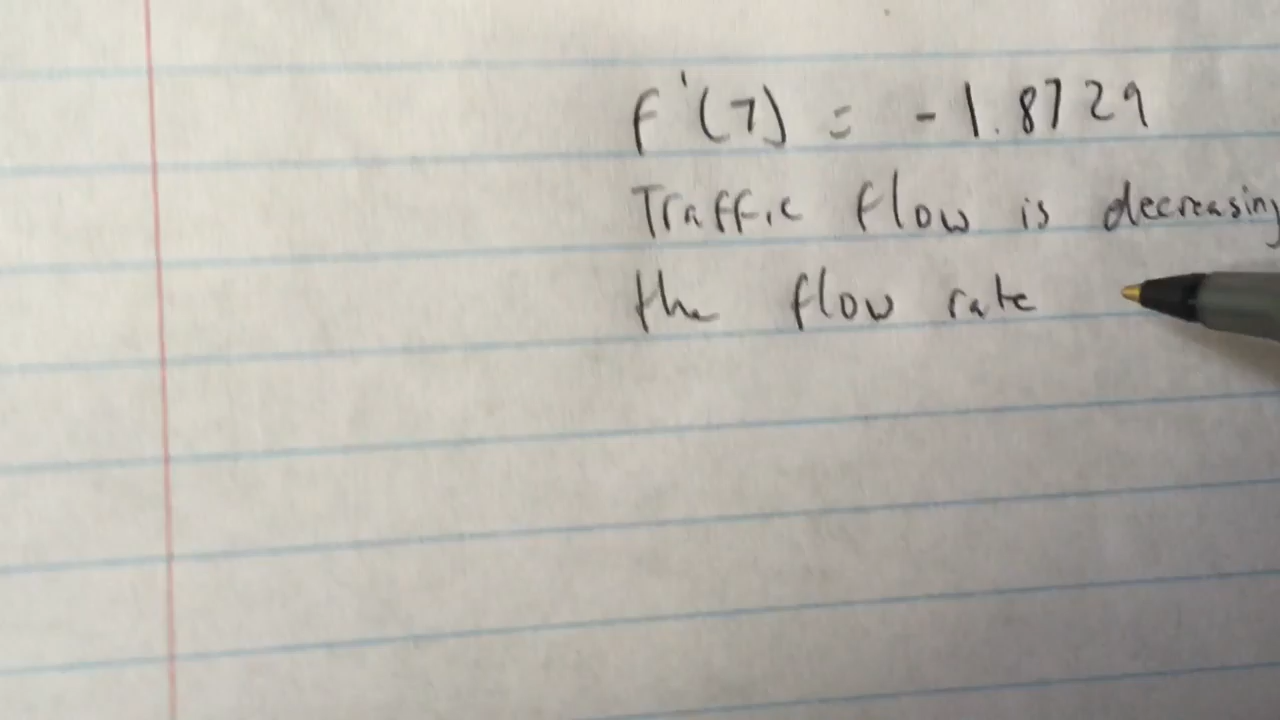 F'(7) = -1.8729
Traffic flow is decreasing
the flow rate